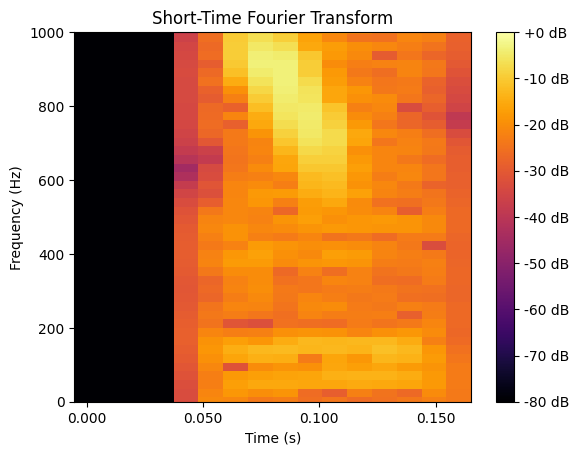 Short-Time Fourier Transform
1000
800
600
400
200
0
Frequency (Hz)
0.000
0.050
0.100
0.150
Time (s)
+0 dB
-10 dB
-20 dB
-30 dB
-40 dB
-50 dB
-60 dB
-70 dB
-80 dB